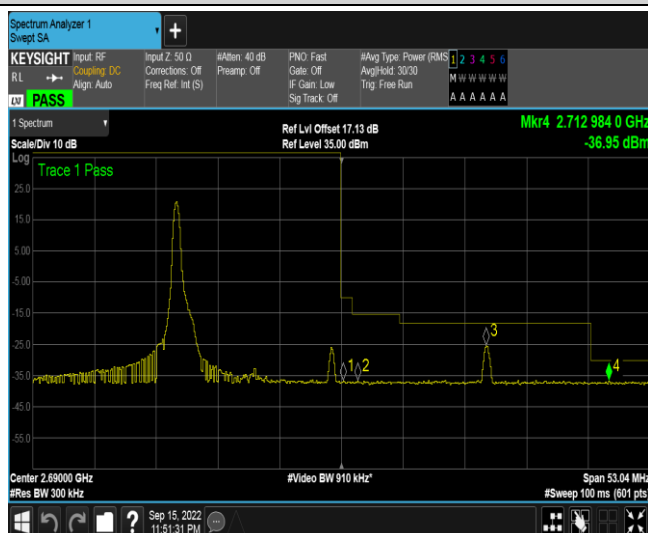 Spectrum Analyzer 1
Swept SA
+
KEYSIGHT Input: RF Input Z: 50 Ω #Atten: 40 dB PNO: Fast #Avg Type: Power (RMS 1 2 3 4 5 6
RL Coupling: DC Corrections: Off Preamp: Off Gate: Off Avg|Hold: 30/30 M W W W W W
Align: Auto Freq Ref: Int (S) IF Gain: Low Trig: Free Run
LXI PASS Sig Track: Off A A A A A A
1 Spectrum Ref Lvl Offset 17.13 dB Mkr4 2.712 984 0 GHz
Scale/Div 10 dB Ref Level 35.00 dBm -36.95 dBm
Log
Trace 1 Pass
25.0
15.0
5.00
-5.00
-15.0
-25.0
3
-35.0
1 2 4
-45.0
-55.0
Center 2.69000 GHz #Video BW 910 kHz* Span 53.04 MHz
#Res BW 300 kHz #Sweep 100 ms (601 pts)
? Sep 15, 2022
11:51:31 PM